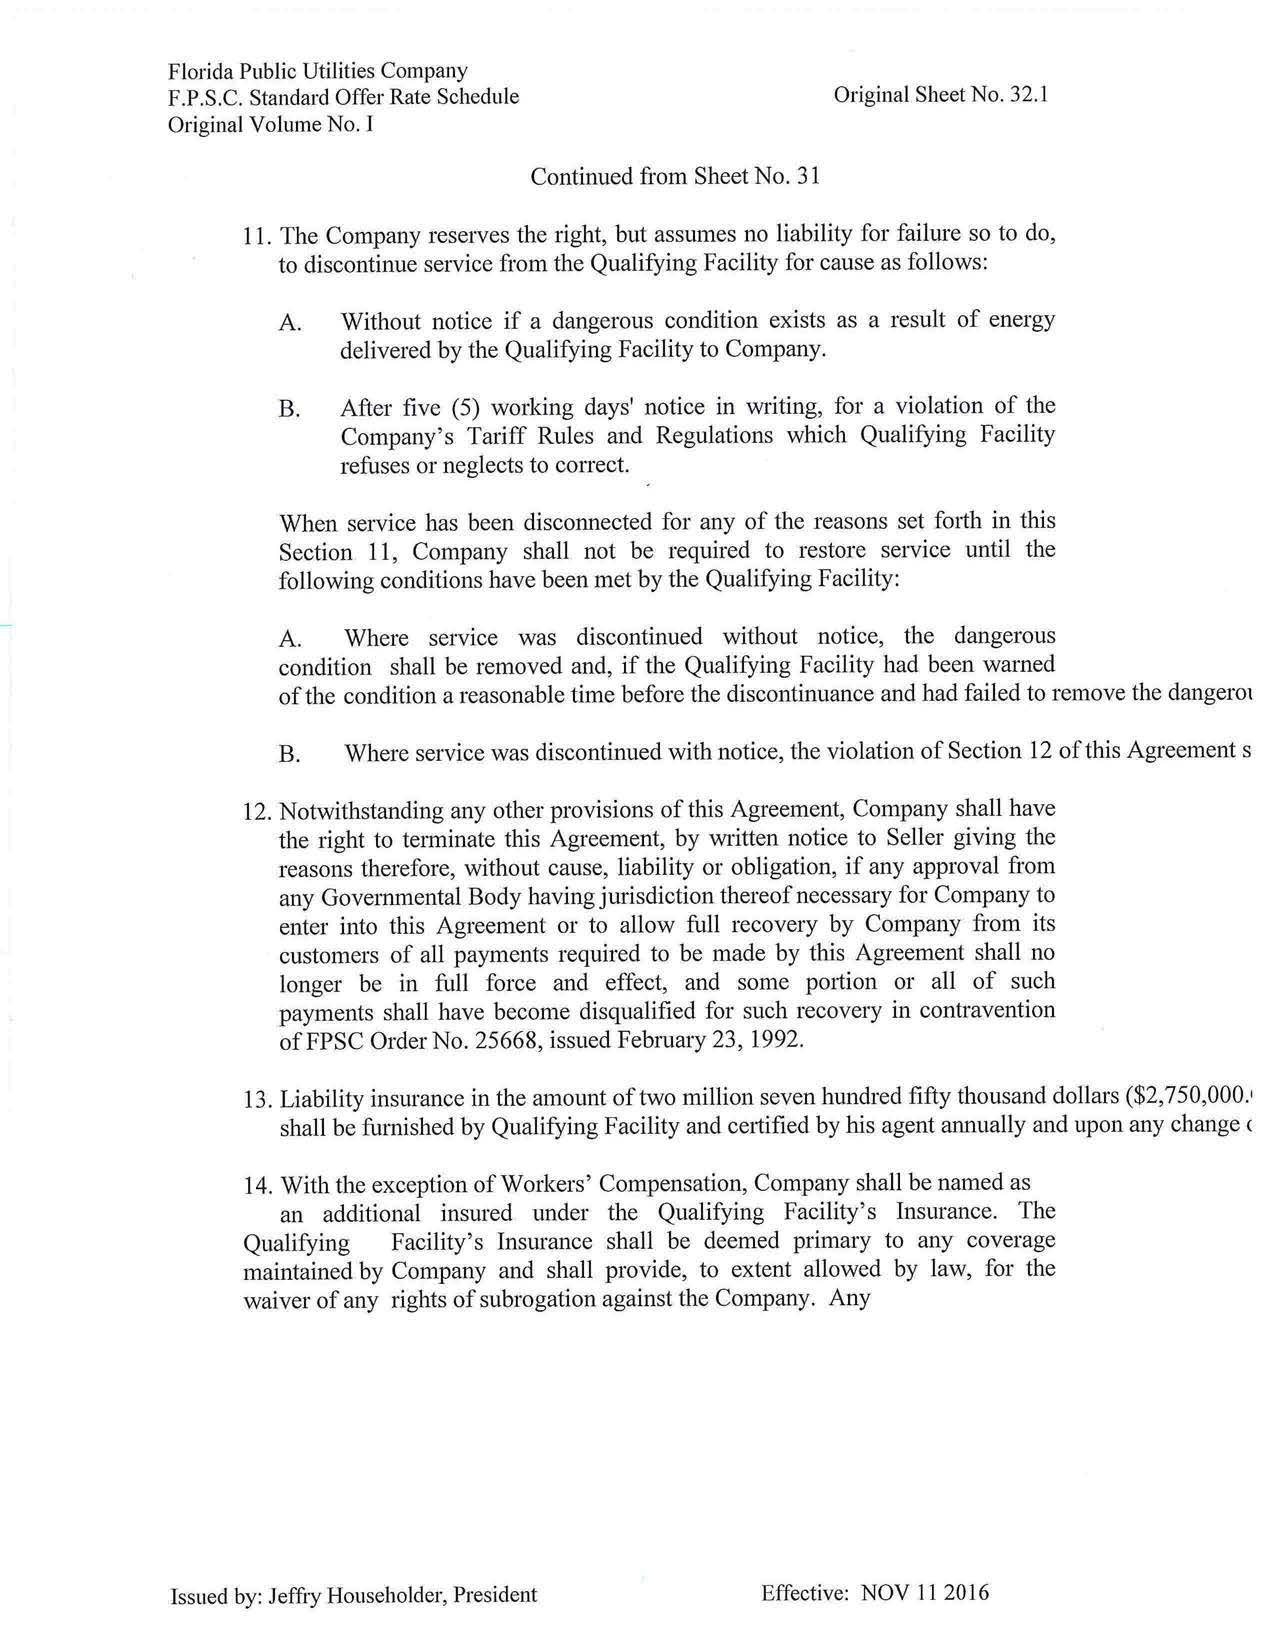 Florida Public Utilities Company
F.P.S.C. Standard Offer Rate Schedule
Original Sheet No. 32.1
Original Volume No. I
Continued from Sheet No. 31
11. The Company reserves the right, but assumes no liability for failure so to do,
to discontinue service from the Qualifying Facility for cause as follows:
A. Without notice if a dangerous condition exists as a result of energy
delivered by the Qualifying Facility to Company.
B. After five (5) working days' notice in writing, for a violation of the
Company's Tariff Rules and Regulations which Qualifying Facility
refuses or neglects to correct.
When service has been disconnected for any of the reasons set forth in this
Section 11, Company shall not be required to restore service until the
following conditions have been met by the Qualifying Facility:
A. Where service was discontinued without notice, the dangerous
condition shall be removed and, if the Qualifying Facility had been warned
of the condition a reasonable time before the discontinuance and had failed to remove the
B. Where service was discontinued with notice, the violation of Section 12 of this Agreement
12. Notwithstanding any other provisions of this Agreement, Company shall have
the right to terminate this Agreement, by written notice to Seller giving the
reasons therefore, without cause, liability or obligation, if any approval from
any Governmental Body having jurisdiction thereof necessary for Company to
enter into this Agreement or to allow full recovery by Company from its
customers of all payments required to be made by this Agreement shall no
longer be in full force and effect, and some portion or all of such
payments shall have become disqualified for such recovery in contravention
of FPSC Order No. 25668, issued February 23, 1992.
13. Liability insurance in the amount of two million seven hundred fifty thousand dollars ($2,750,000.
shall be furnished by Qualifying Facility and certified by his agent annually and upon any change
14. With the exception of Workers' Compensation, Company shall be named as
an additional insured under the Qualifying Facility's Insurance. The
Qualifying Facility's Insurance shall be deemed primary to any coverage
maintained by Company and shall provide, to extent allowed by law, for the
waiver of any rights of subrogation against the Company. Any
Issued by: Jeffry Householder, President
Effective: NOV 11 2016